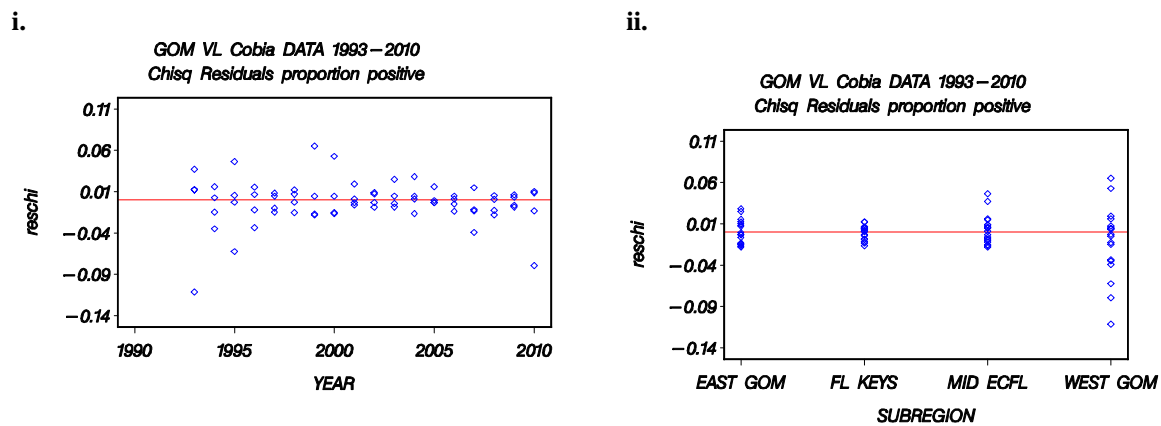 i.
GOM VL Cobia DATA 1993−2010
Chisq Residuals proportion positive
0.11
0.06
0.01
−0.04
−0.09
−0.14
reschi
1990 1995 2000 2005 2010
YEAR
ii.
GOM VL Cobia DATA 1993−2010
Chisq Residuals proportion positive
0.11
0.06
0.01
−0.04
−0.09
−0.14
reschi
EAST GOM FL KEYS MID ECFL WEST GOM
SUBREGION